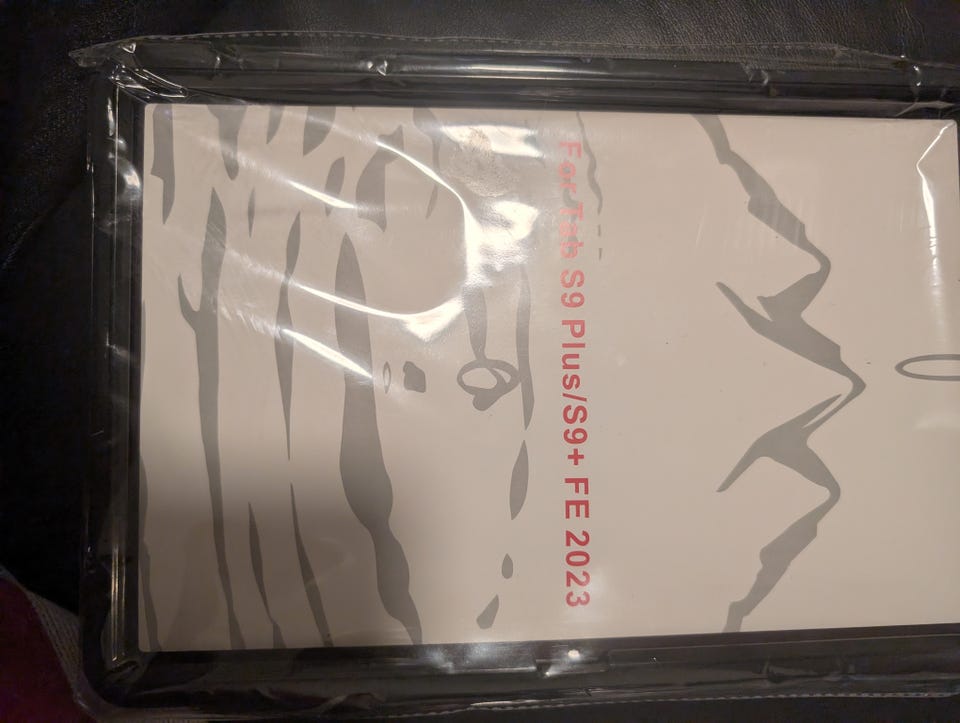 For Tab S9 Plus/S9+ FE 2023